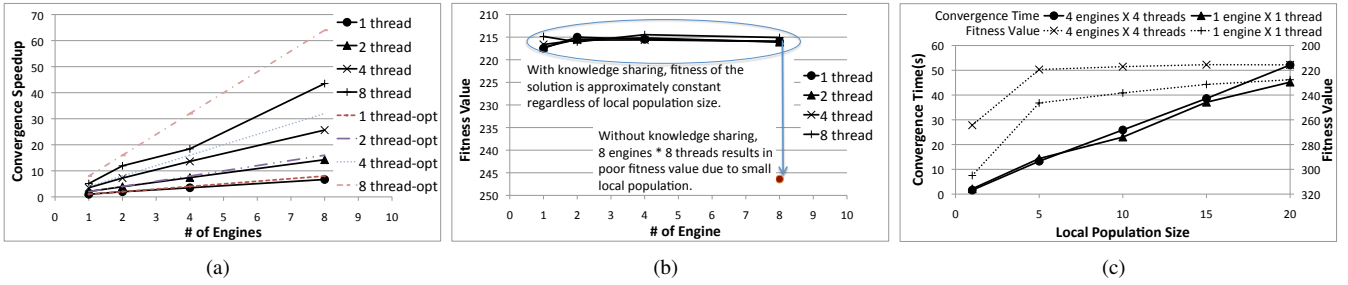 Convergence Speedup
70
60
50
40
30
20
10
0
0 1 2 3 4 5 6 7 8 9 10
# of Engines
1 thread
2 thread
4 thread
8 thread
1 thread-opt
2 thread-opt
4 thread-opt
8 thread-opt
(a)
Fitness Value
210
215
220
225
230
235
240
245
250
0 1 2 3 4 5 6 7 8 9 10
# of Engine
With knowledge sharing, fitness of the
solution is approximately constant
regardless of local population size.
Without knowledge sharing,
8 engines * 8 threads results in
poor fitness value due to small
local population.
1 thread
2 thread
4 thread
8 thread
(b)
Convergence Time 4 engines X 4 threads 1 engine X 1 thread
Fitness Value 4 engines X 4 threads 1 engine X 1 thread
Convergence Time(s)
60
50
40
30
20
10
0
0 5 10 15 20
Local Population Size
200
220
240
260
280
300
320
Fitness Value
(c)